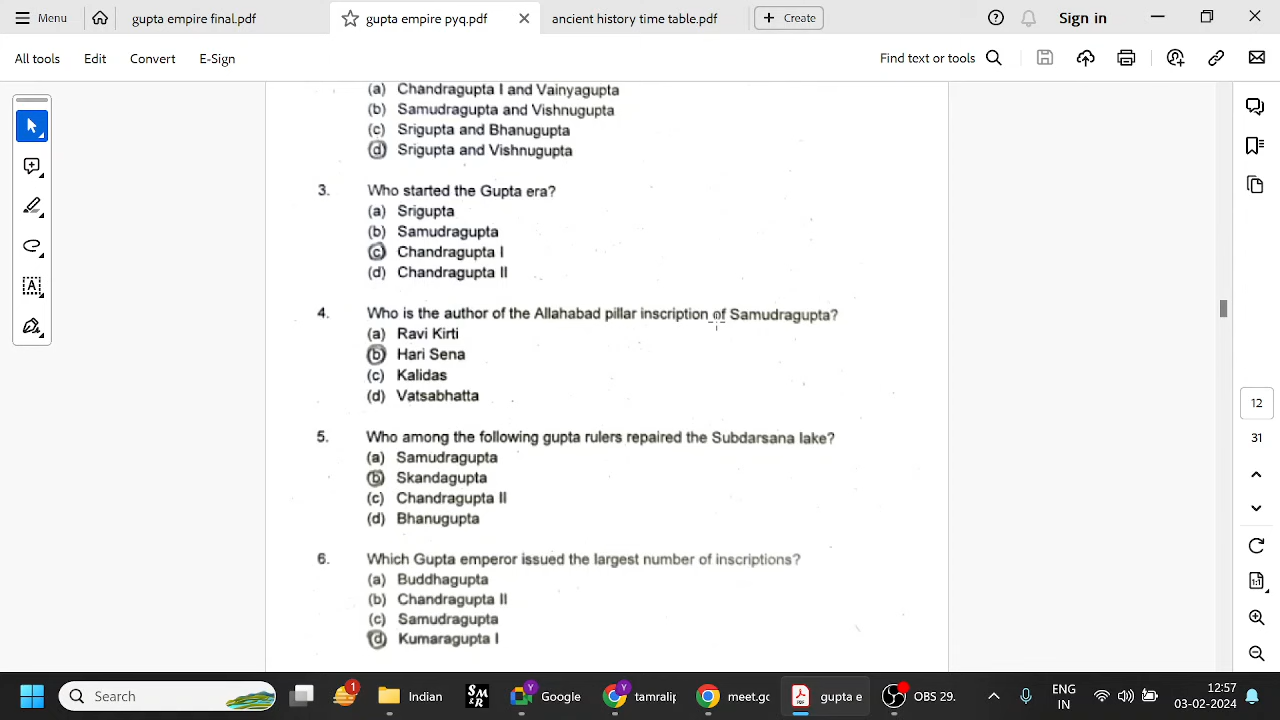 Menu
gupta empire final.pdf
gupta empire pyq.pdf
ancient history time table.pdf
Create
Sign in
All tools
Edit
Convert
E-Sign
Find text or tools
(a) Chandragupta I and Vainyagupta
(b) Samudragupta and Vishnugupta
(c) Srigupta and Bhanugupta
(d) Srigupta and Vishnugupta
3. Who started the Gupta era?
(a) Srigupta
(b) Samudragupta
(c) Chandragupta I
(d) Chandragupta II
4. Who is the author of the Allahabad pillar inscription of Samudragupta?
(a) Ravi Kirti
(b) Hari Sena
(c) Kalidas
(d) Vatsabhatta
5. Who among the following gupta rulers repaired the Subdarsana lake?
(a) Samudragupta
(b) Skandagupta
(c) Chandragupta II
(d) Bhanugupta
6. Which Gupta emperor issued the largest number of inscriptions?
(a) Buddhagupta
(b) Chandragupta II
(c) Samudragupta
(d) Kumaragupta I
12
31
1:1
Search
1
SM
&R
Indian
Y
Google
Y
tamralip
meet.go
gupta e
OBS 29
ENG
IN
12:57
03-02-2024